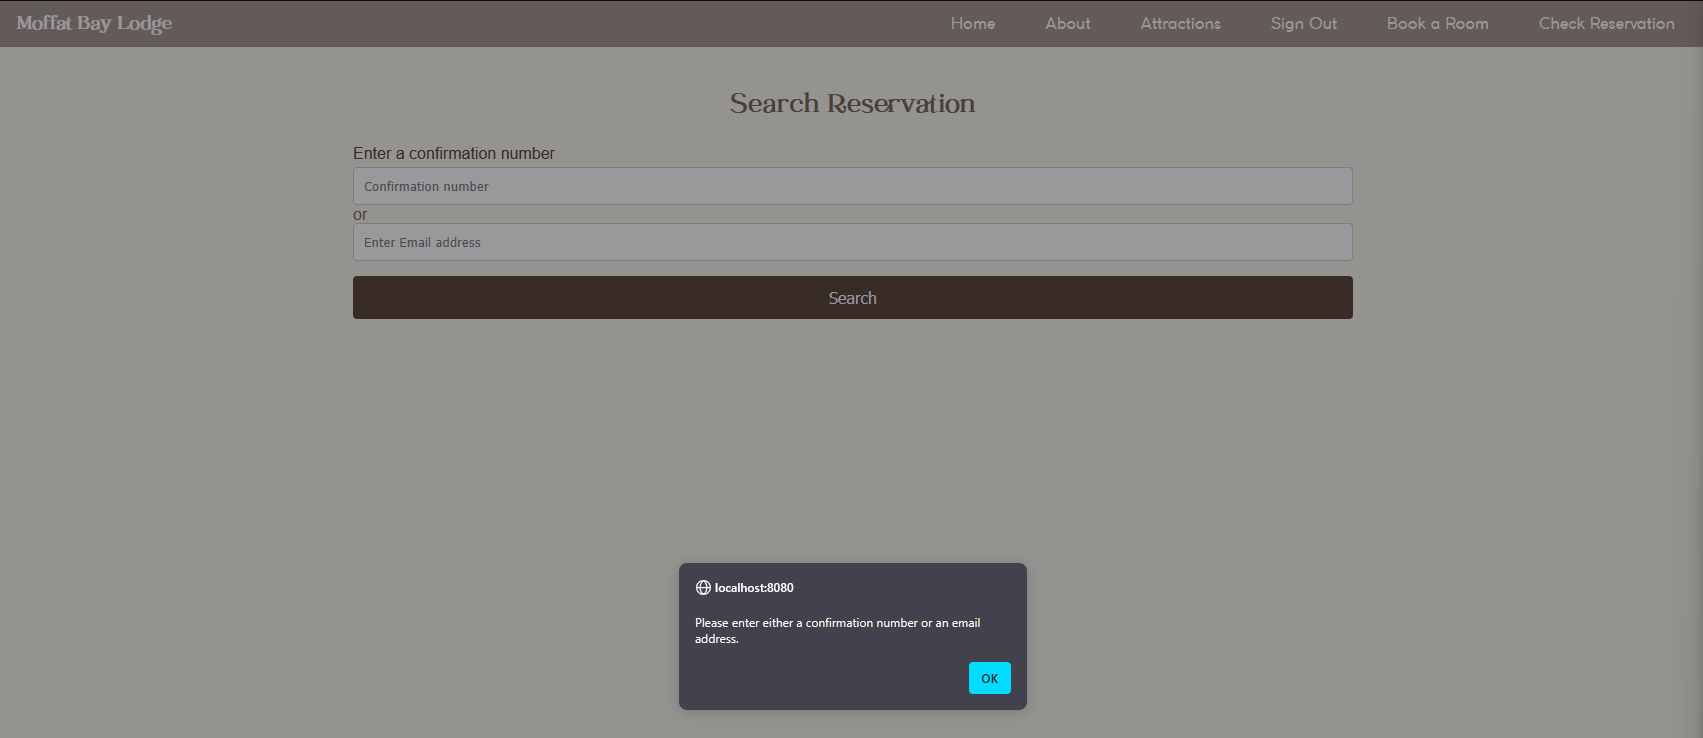 Moffat Bay Lodge
Home About Attractions Sign Out Book a Room Check Reservation
Search Reservation
Enter a confirmation number
Confirmation number
or
Enter Email address
Search
localhost:8080
Please enter either a confirmation number or an email
address.
OK